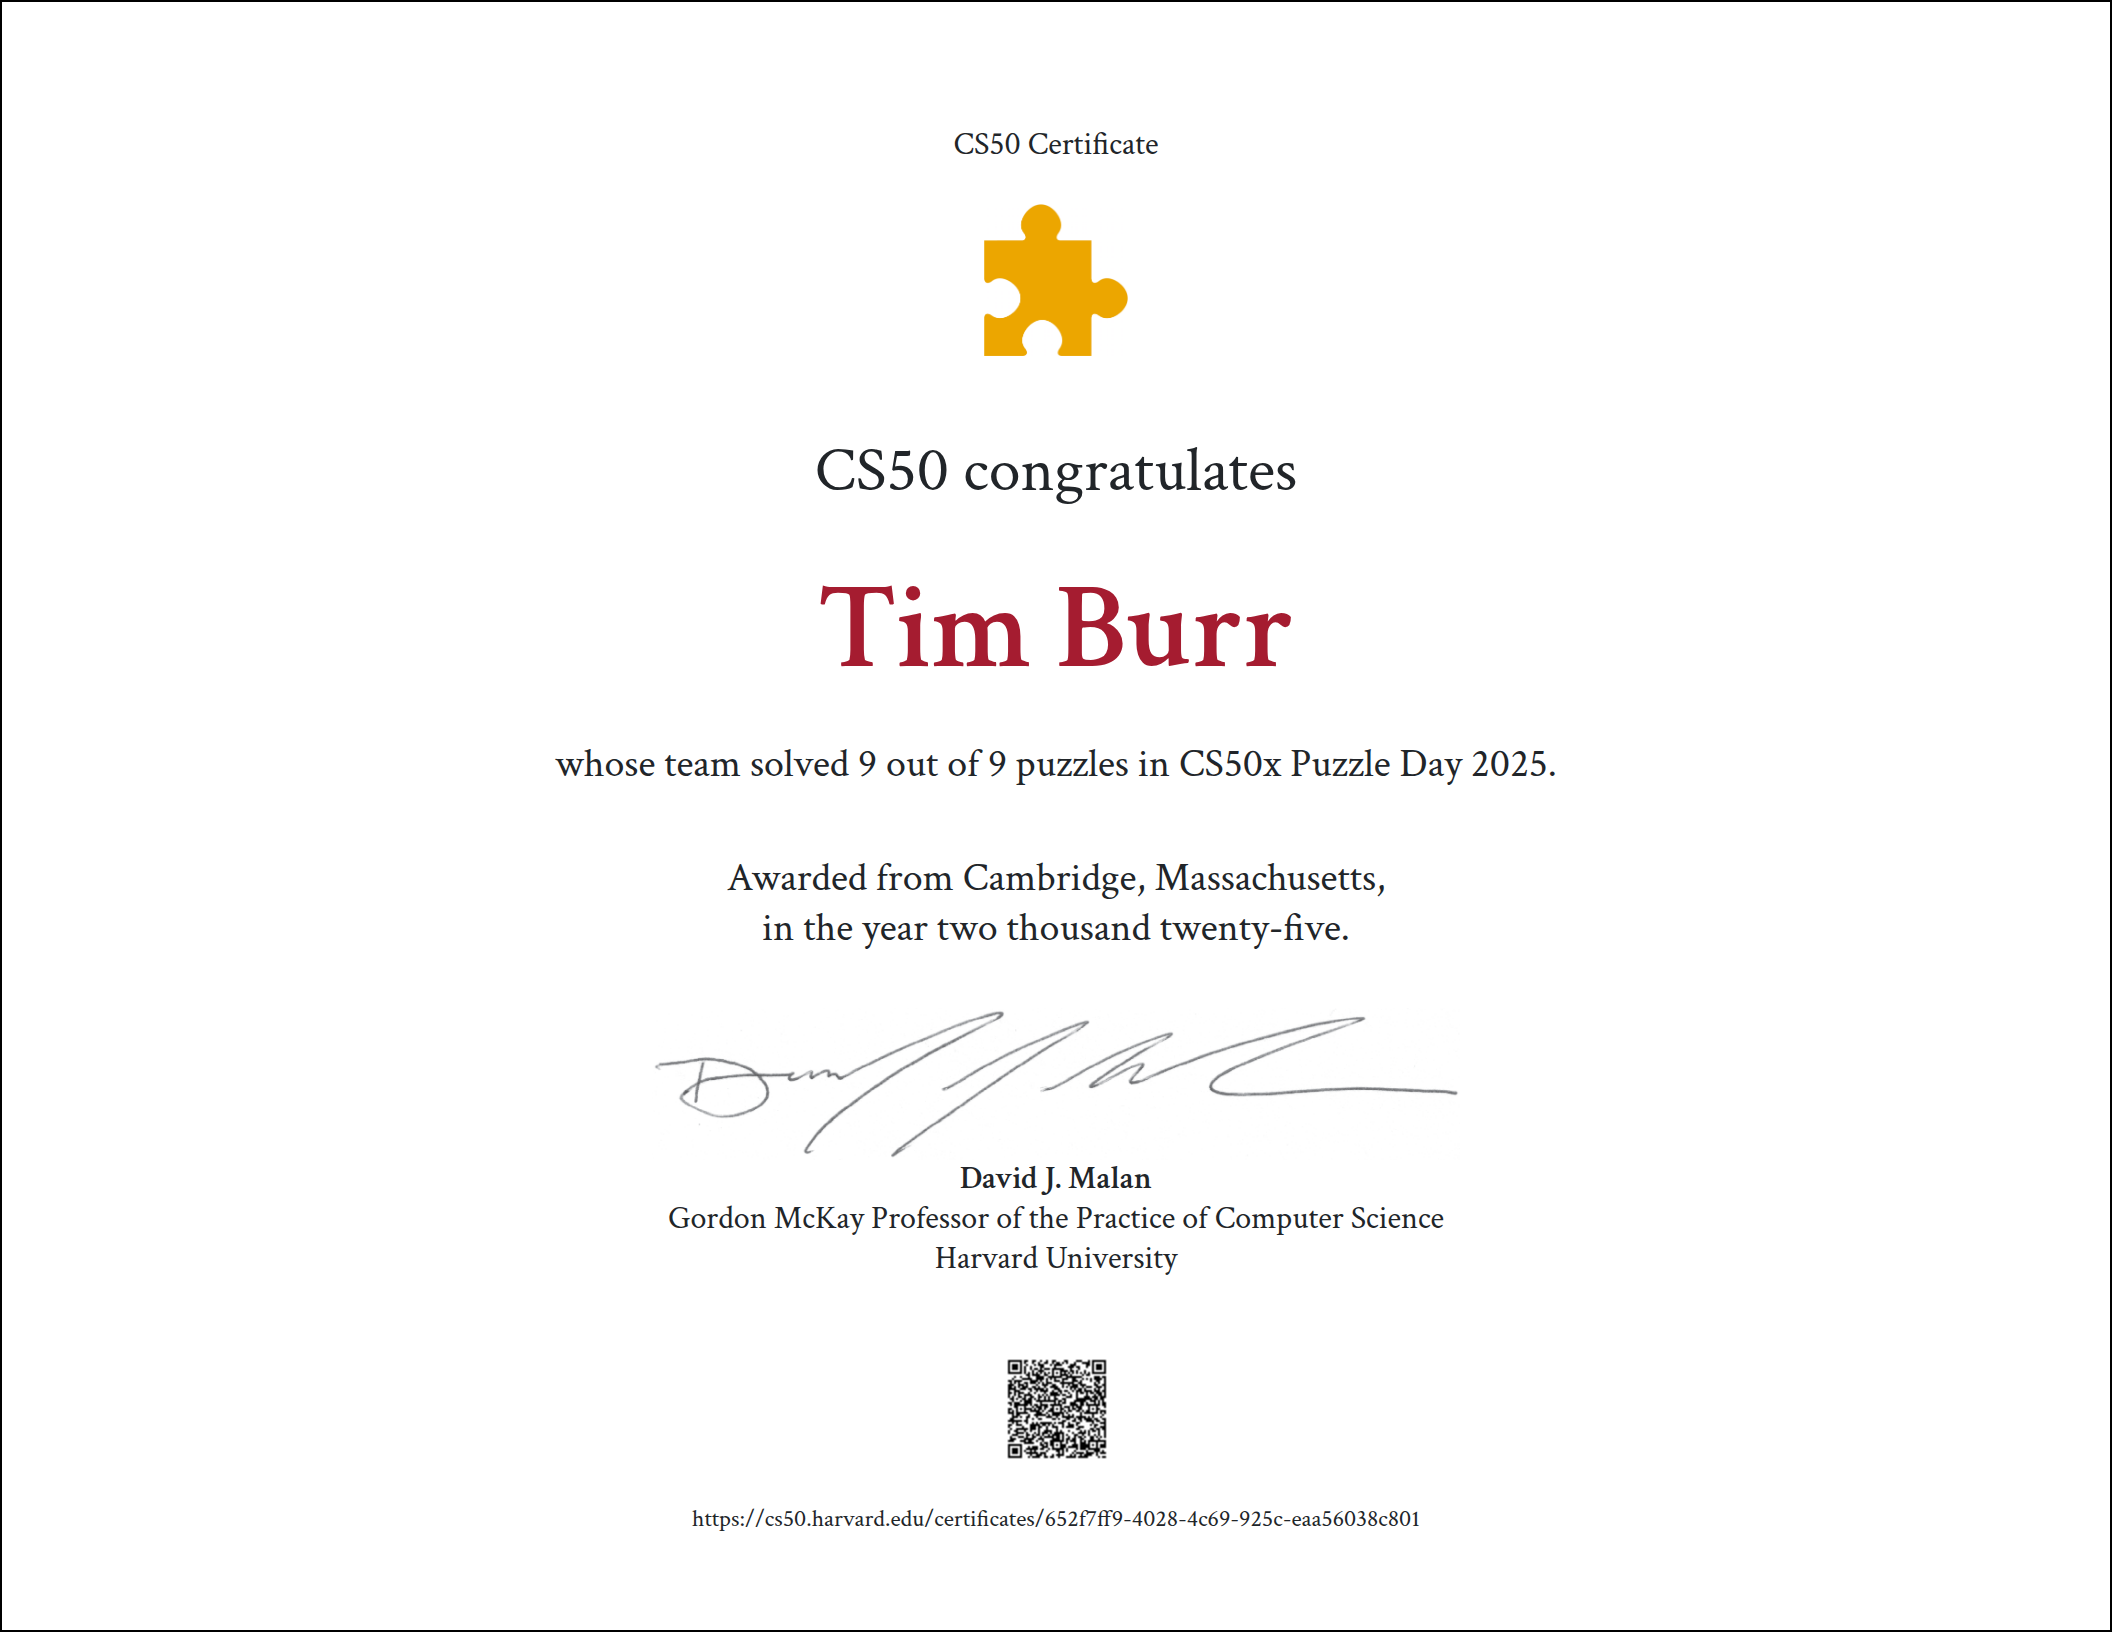 CS50 Certificate
CS50 congratulates
Tim Burr
whose team solved 9 out of 9 puzzles in CS50x Puzzle Day 2025.
Awarded from Cambridge, Massachusetts,
in the year two thousand twenty-five.
David J. Malan
Gordon McKay Professor of the Practice of Computer Science
Harvard University
https://cs50.harvard.edu/certificates/652f7ff9-4028-4c69-925c-eaa56038c801